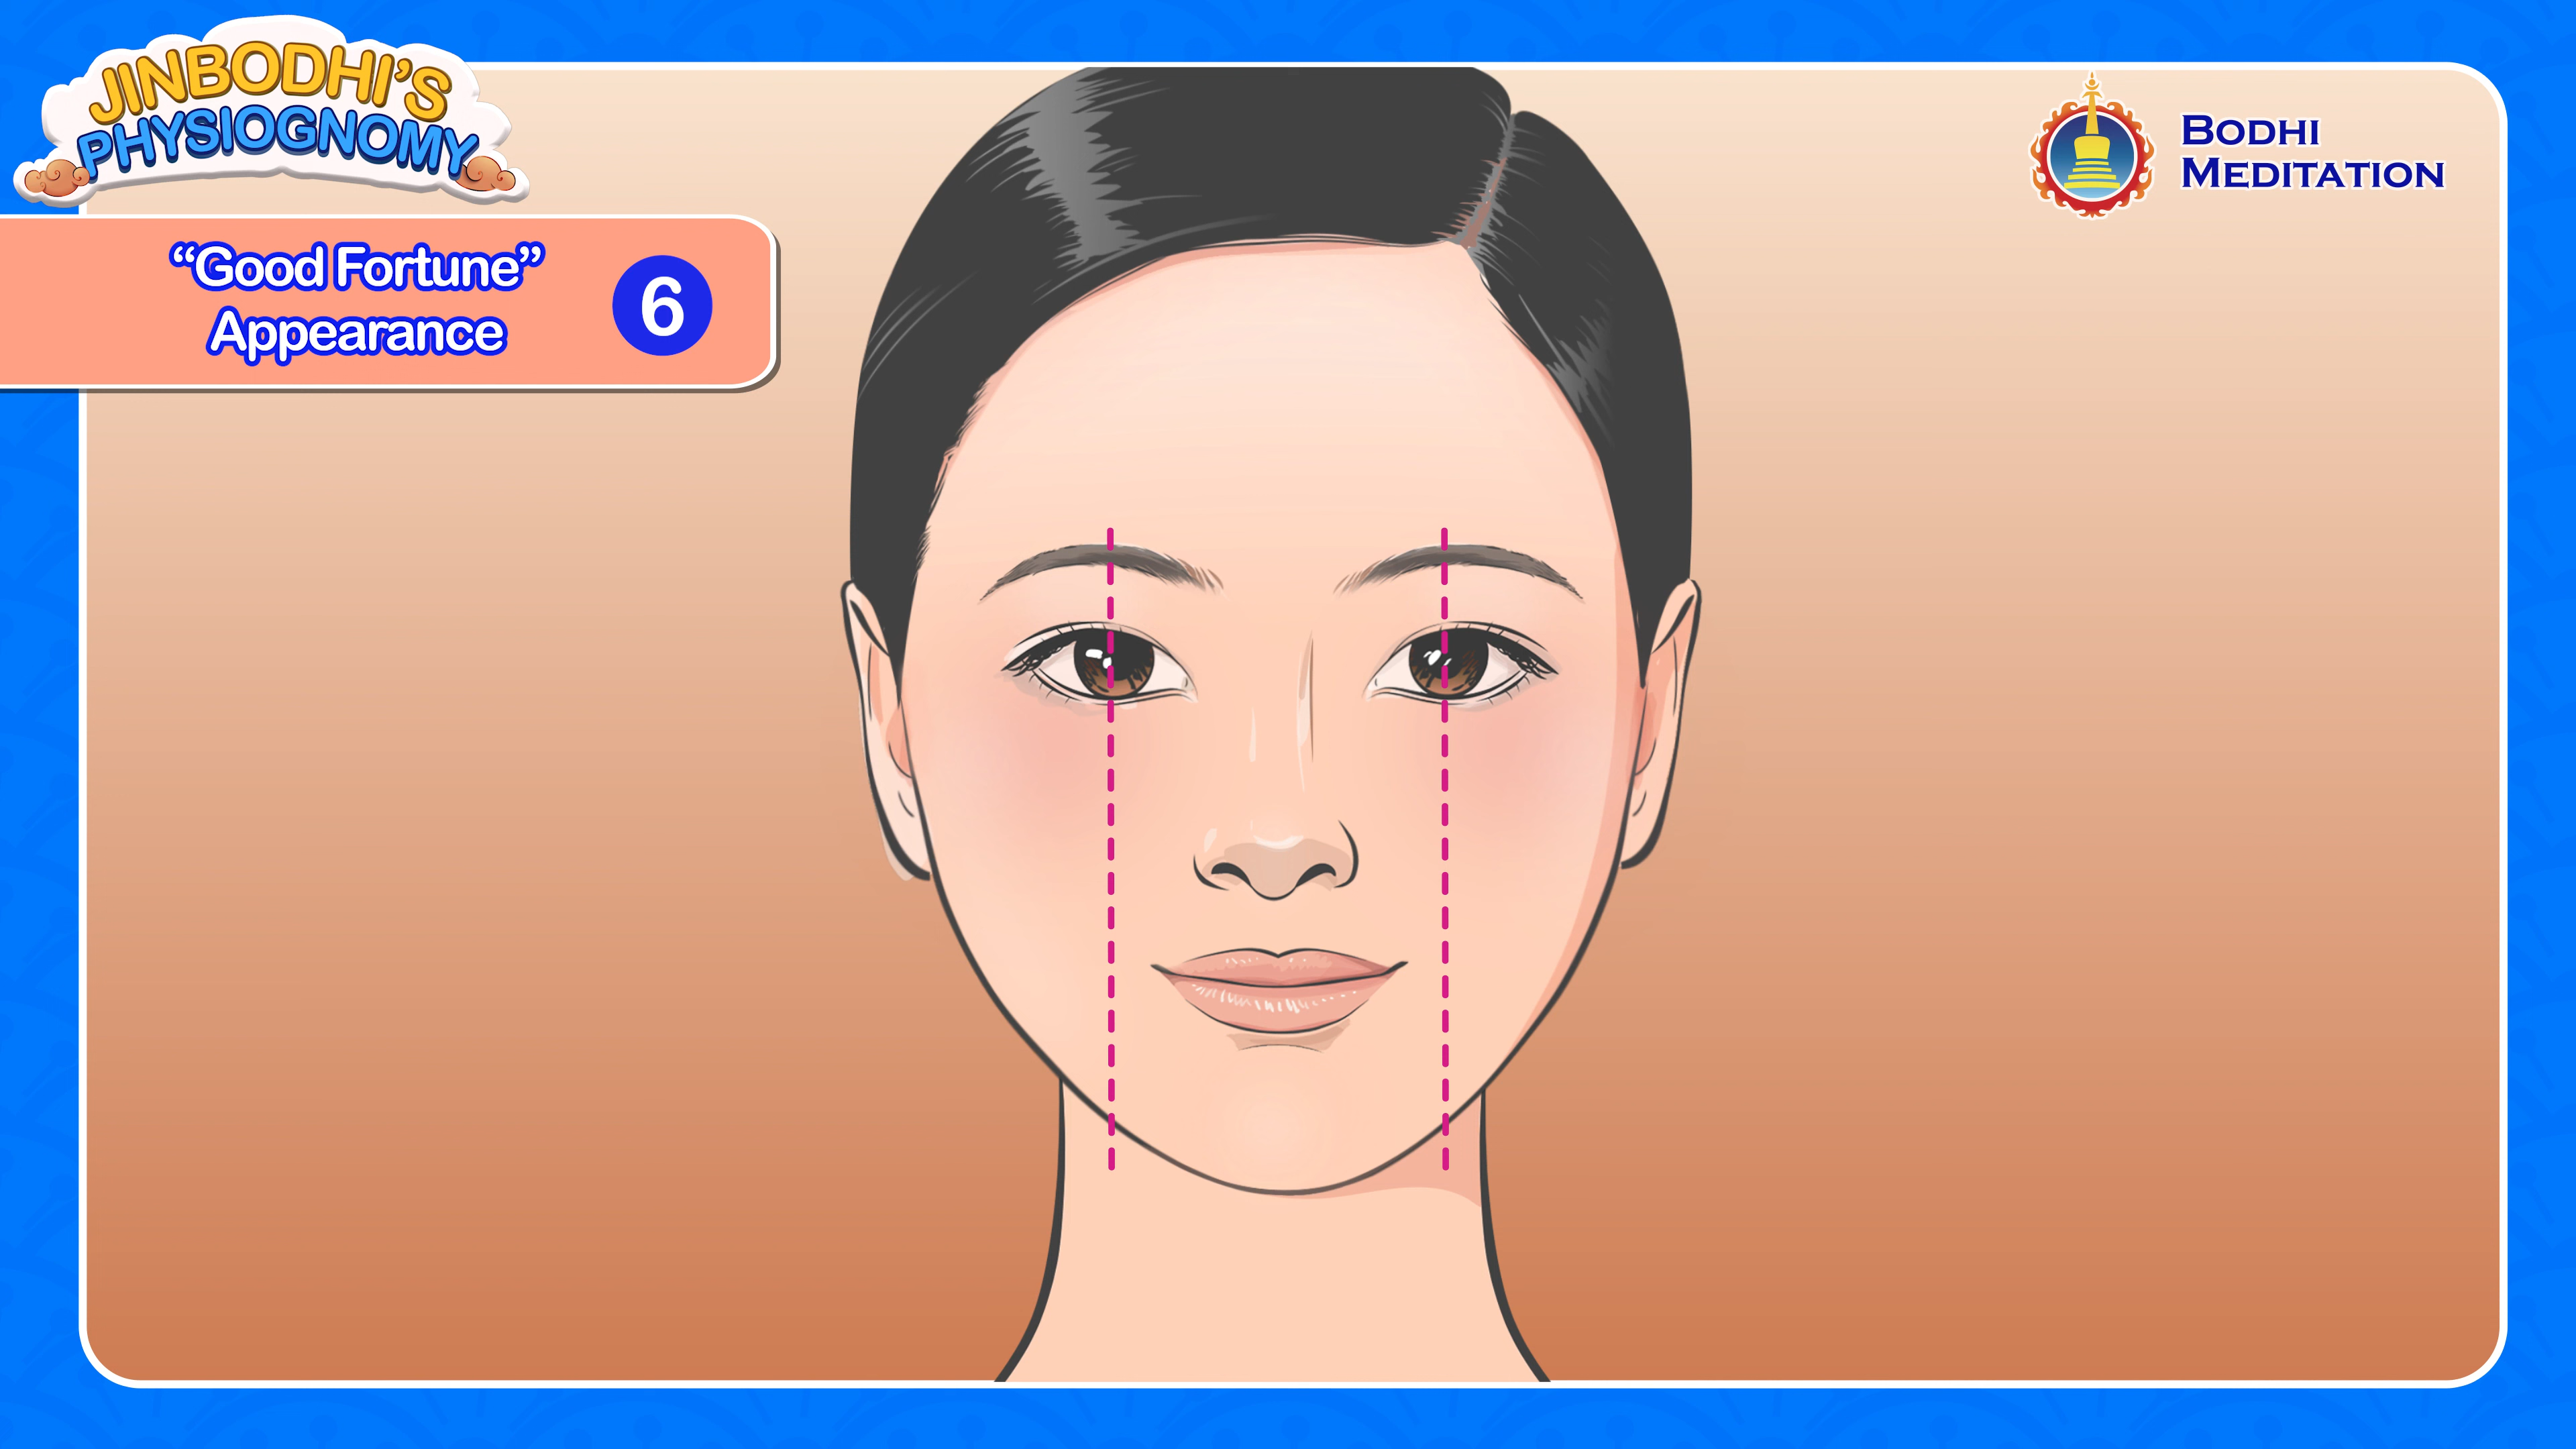 JINBODHI'S
PHYSIOGNOMY
“Good Fortune”
Appearance
6
BODHI
MEDITATION